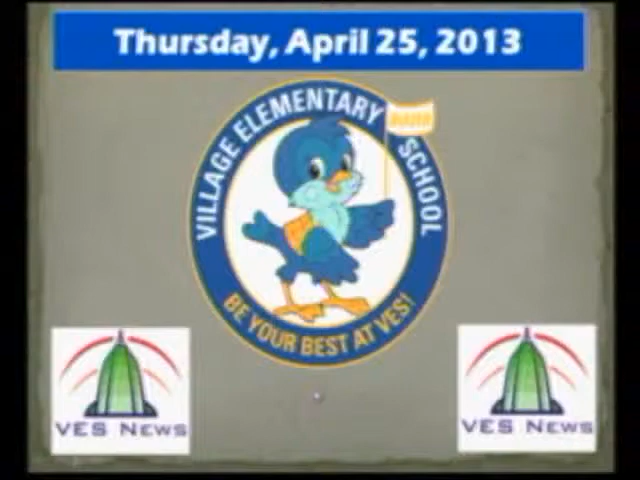 Thursday, April 25, 2013
VILLAGE ELEMENTARY SCHOOL
BE YOUR BEST AT VES!
VES NEWS
VES NEWS